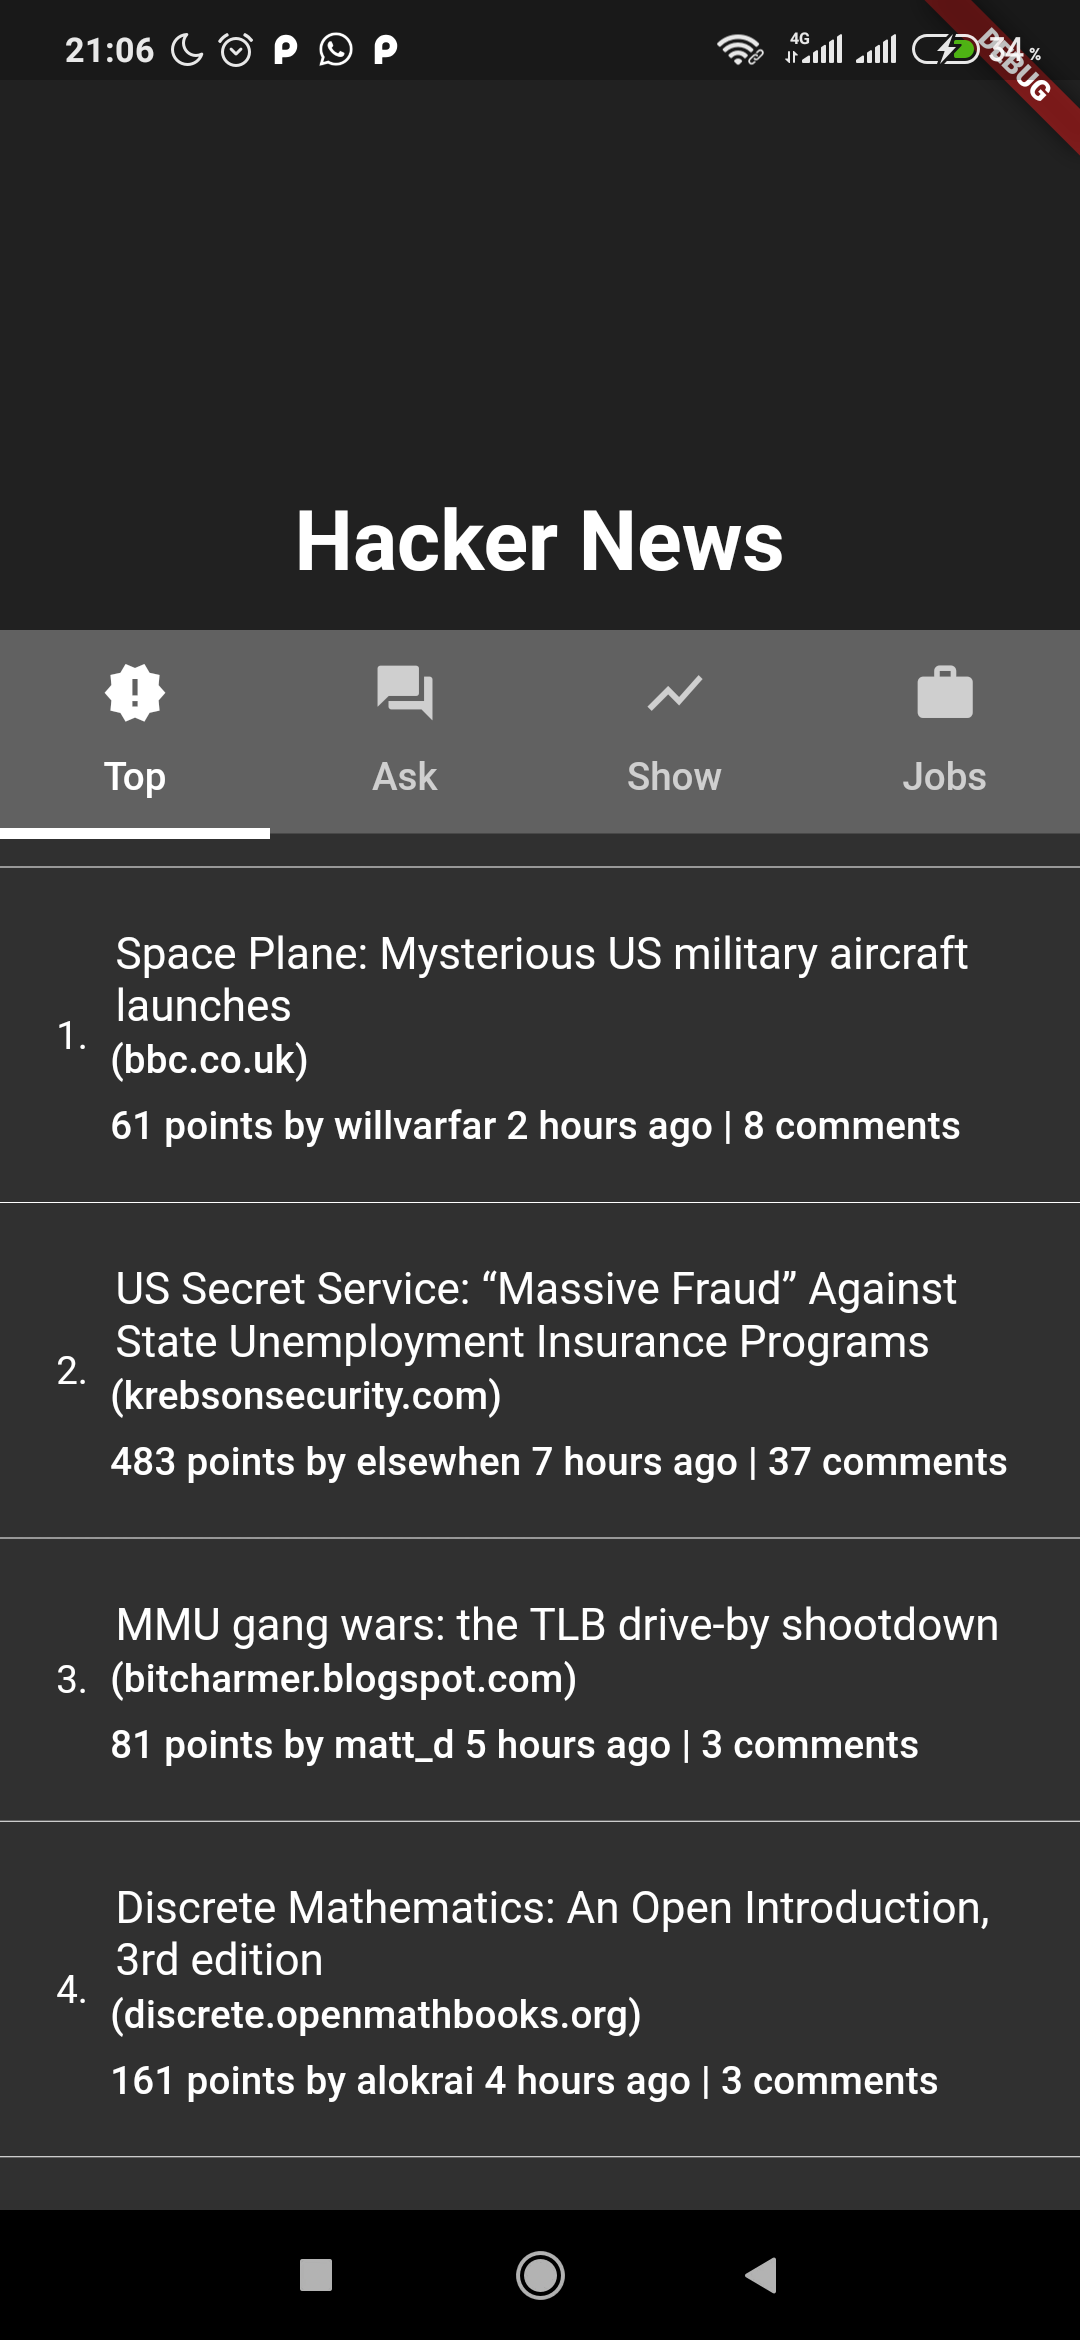 21:06
4G
34 %
DEBUG
Hacker News
Top
Ask
Show
Jobs
Space Plane: Mysterious US military aircraft
launches
1.
(bbc.co.uk)
61 points by willvarfar 2 hours ago | 8 comments
US Secret Service: “Massive Fraud” Against
State Unemployment Insurance Programs
2.
(krebsonsecurity.com)
483 points by elsewhen 7 hours ago | 37 comments
MMU gang wars: the TLB drive-by shootdown
3.
(bitcharmer.blogspot.com)
81 points by matt_d 5 hours ago | 3 comments
Discrete Mathematics: An Open Introduction,
3rd edition
4.
(discrete.openmathbooks.org)
161 points by alokrai 4 hours ago | 3 comments